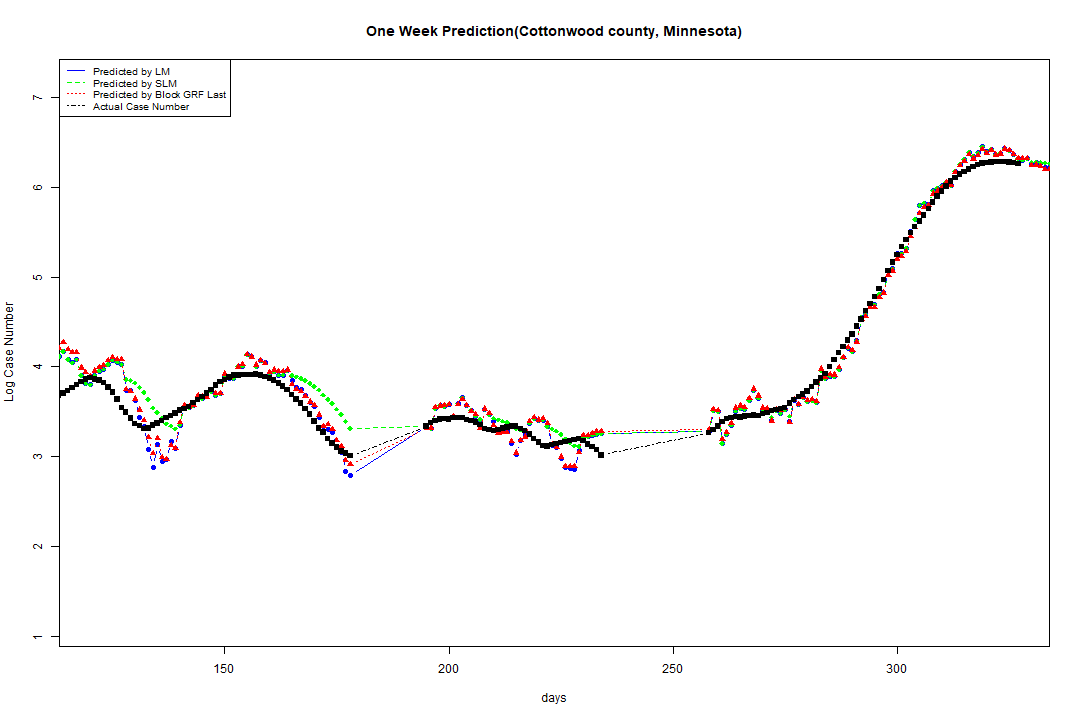 One Week Prediction(Cottonwood county, Minnesota)
Predicted by LM
Predicted by SLM
Predicted by Block GRF Last
Actual Case Number
7
6
5
4
3
2
1
Log Case Number
150 200 250 300
days